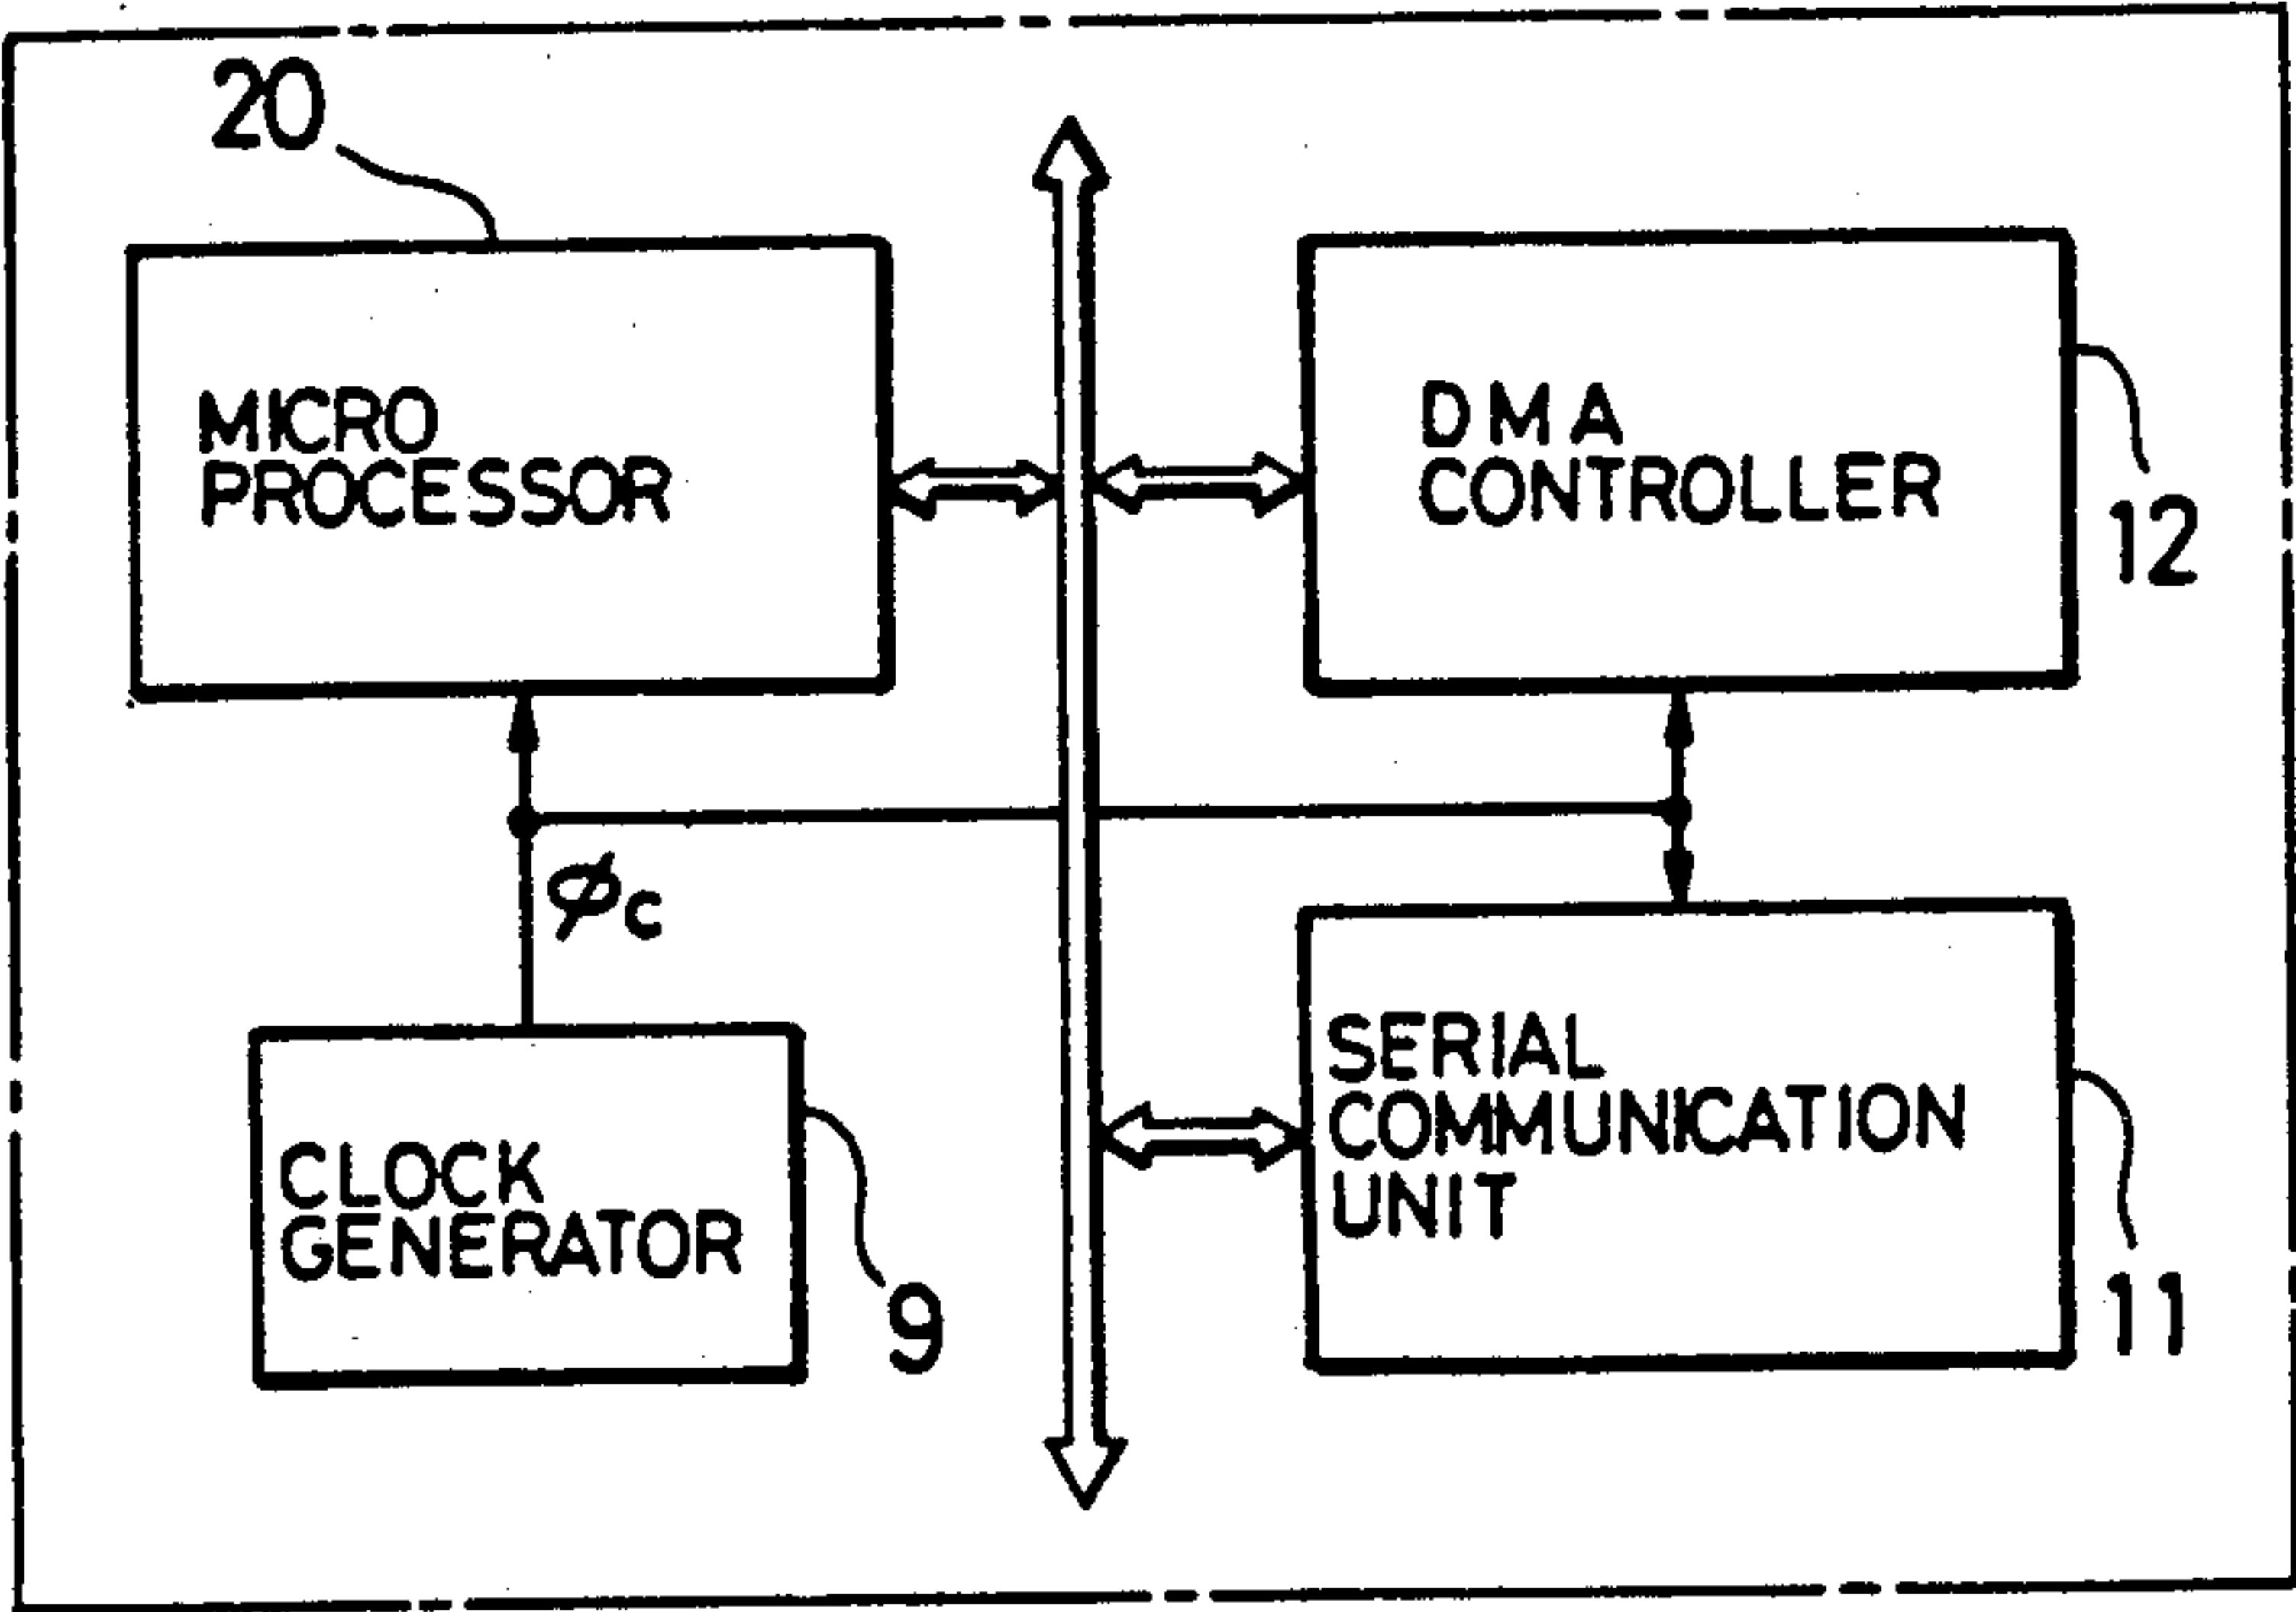 20
MICRO
PROCESSOR
DMA
CONTROLLER
12
φc
CLOCK
GENERATOR
9
SERIAL
COMMUNICATION
UNIT
11